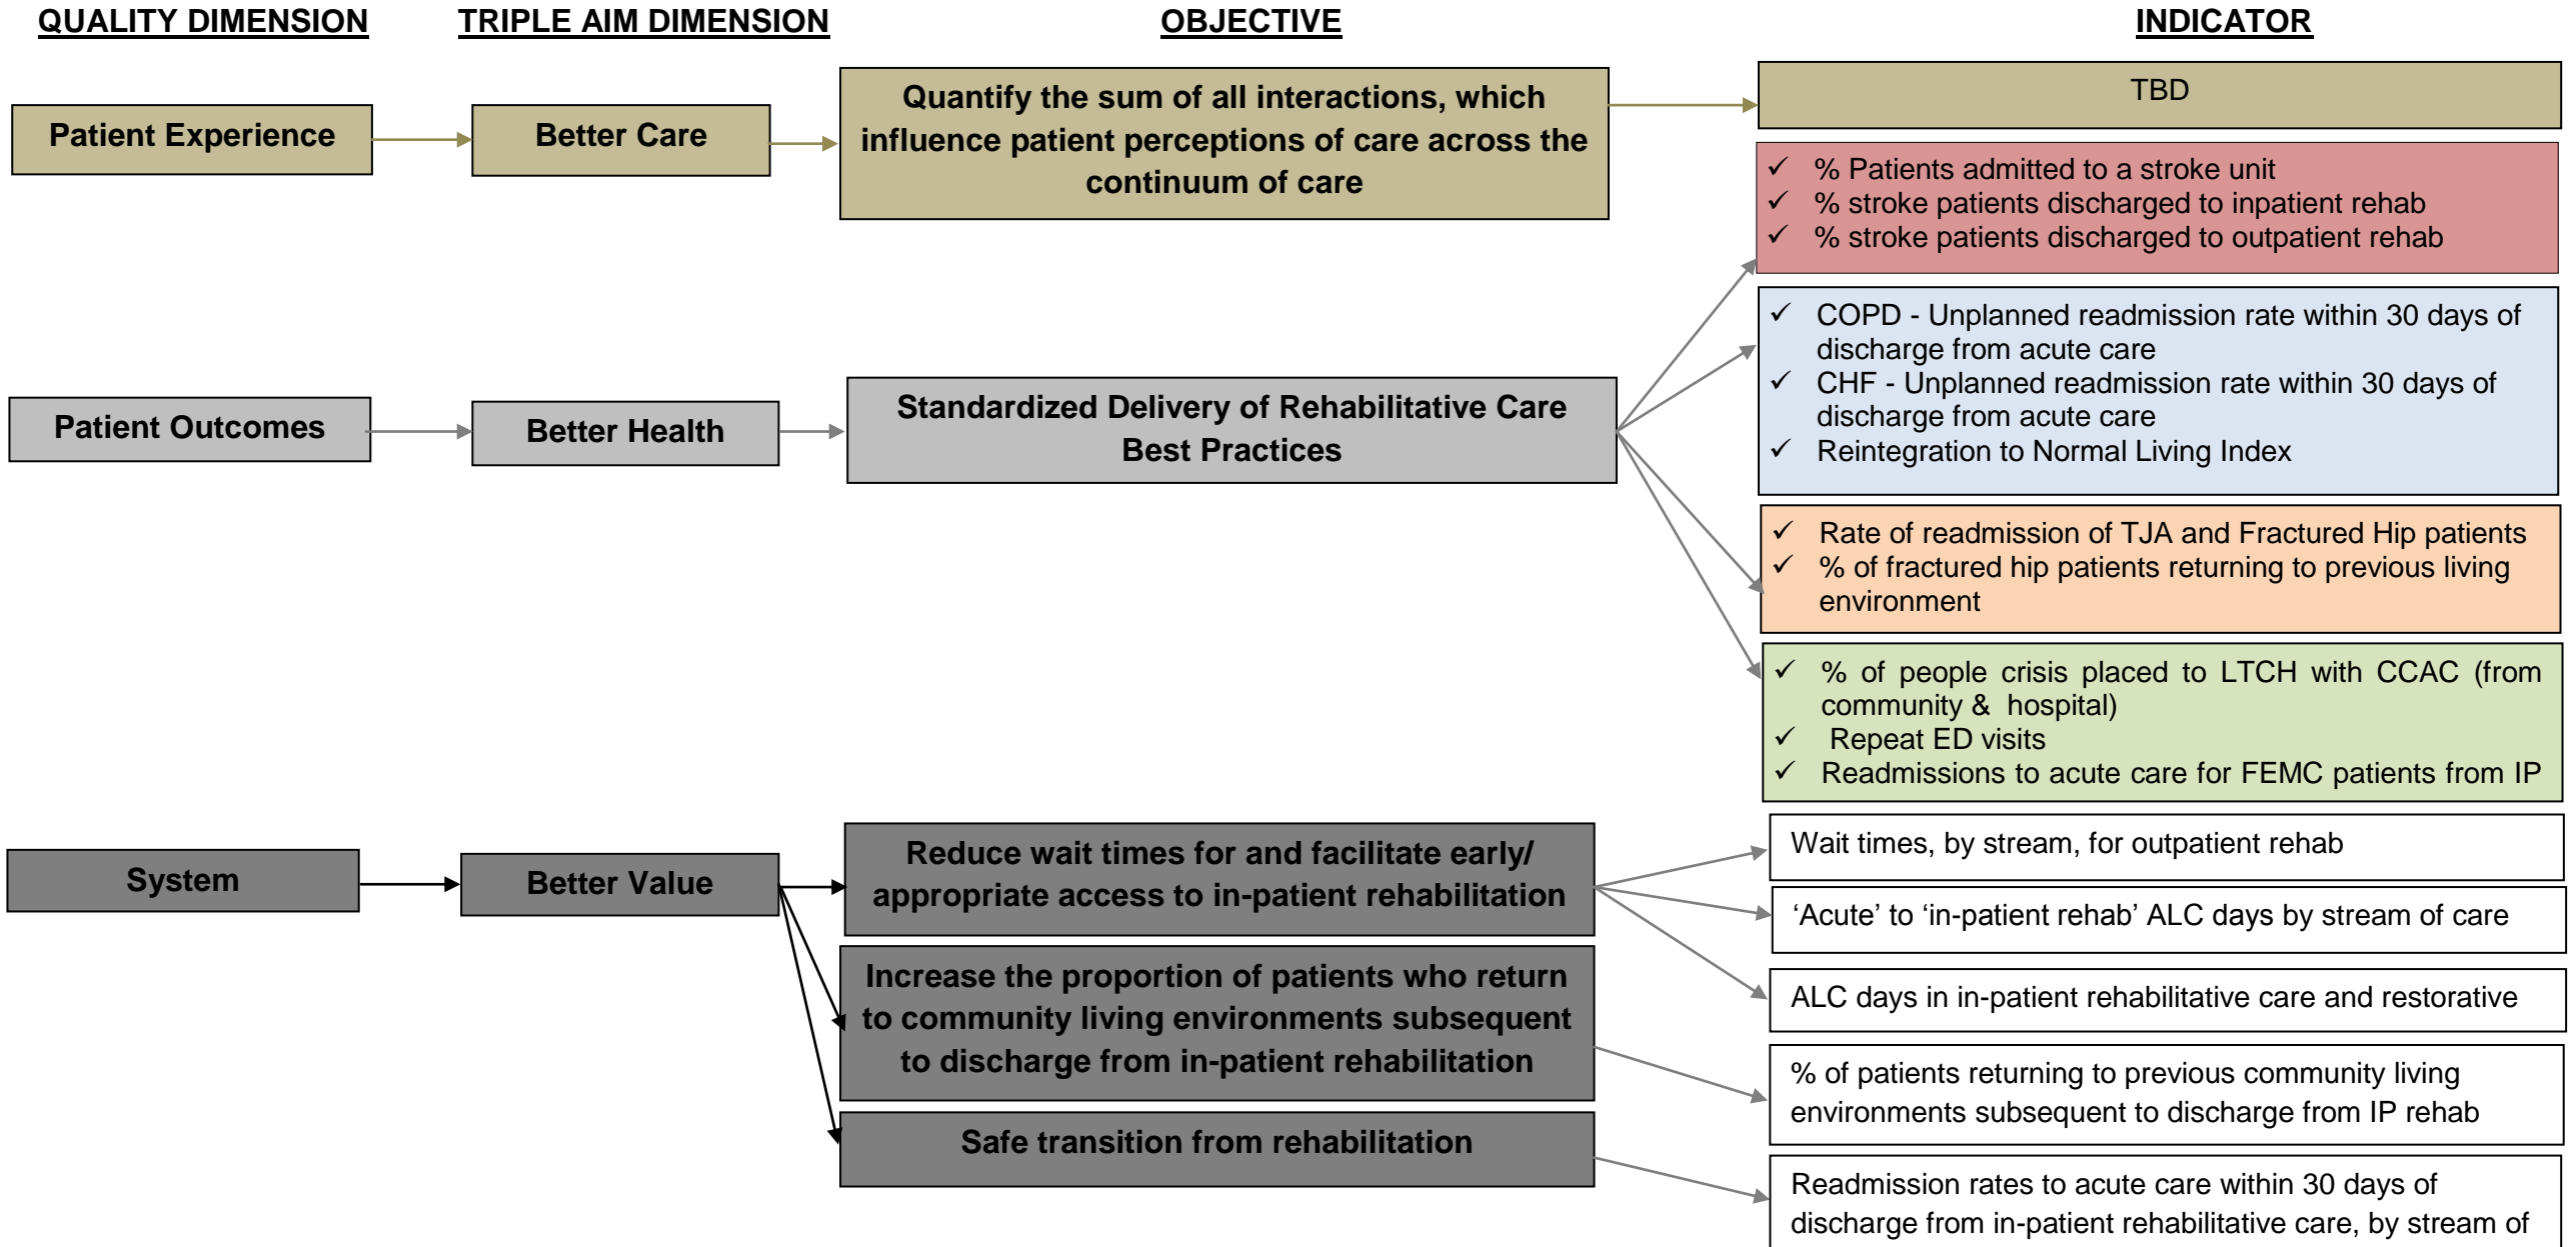 QUALITY DIMENSION
TRIPLE AIM DIMENSION
OBJECTIVE
INDICATOR
Patient Experience
Better Care
Quantify the sum of all interactions, which
influence patient perceptions of care across the
continuum of care
TBD
✓ % Patients admitted to a stroke unit
✓ % stroke patients discharged to inpatient rehab
✓ % stroke patients discharged to outpatient rehab
Patient Outcomes
Better Health
Standardized Delivery of Rehabilitative Care
Best Practices
✓ COPD - Unplanned readmission rate within 30 days of
discharge from acute care
✓ CHF - Unplanned readmission rate within 30 days of
discharge from acute care
✓ Reintegration to Normal Living Index
✓ Rate of readmission of TJA and Fractured Hip patients
✓ % of fractured hip patients returning to previous living
environment
✓ % of people crisis placed to LTCH with CCAC (from
community & hospital)
✓ Repeat ED visits
✓ Readmissions to acute care for FEMC patients from IP
System
Better Value
Reduce wait times for and facilitate early/
appropriate access to in-patient rehabilitation
Wait times, by stream, for outpatient rehab
‘Acute’ to ‘in-patient rehab’ ALC days by stream of care
ALC days in in-patient rehabilitative care and restorative
Increase the proportion of patients who return
to community living environments subsequent
to discharge from in-patient rehabilitation
% of patients returning to previous community living
environments subsequent to discharge from IP rehab
Safe transition from rehabilitation
Readmission rates to acute care within 30 days of
discharge from in-patient rehabilitative care, by stream of